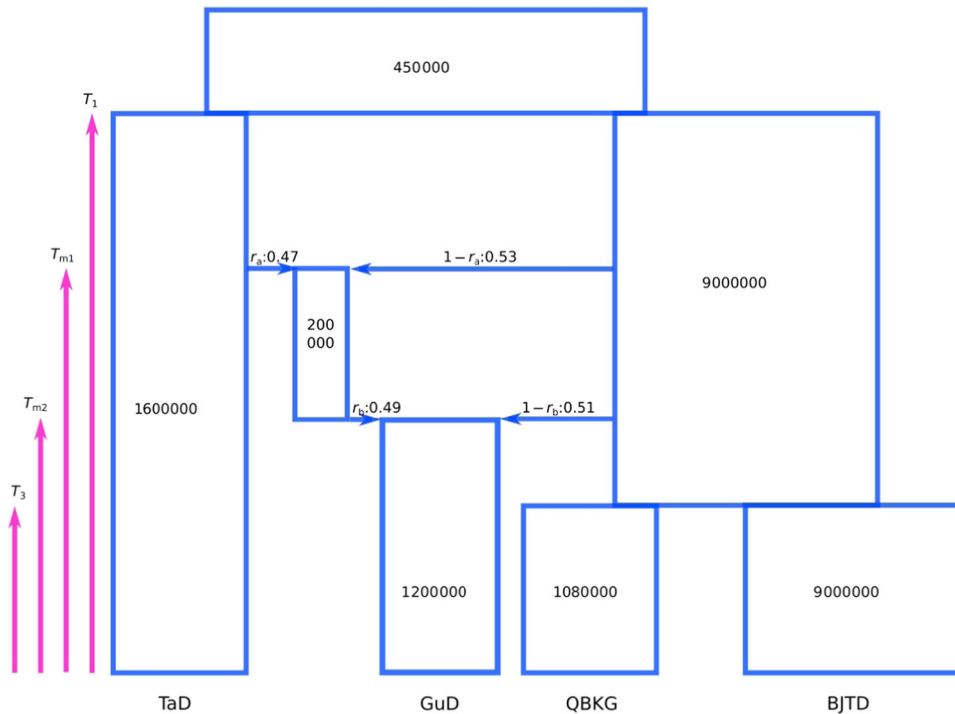 450000
T1
Tm1
ra:0.47
1−ra:0.53
9000000
200
000
1600000
Tm2
rb:0.49
1−rb:0.51
T3
1200000
1080000
9000000
TaD
GuD
QBKG
BJTD